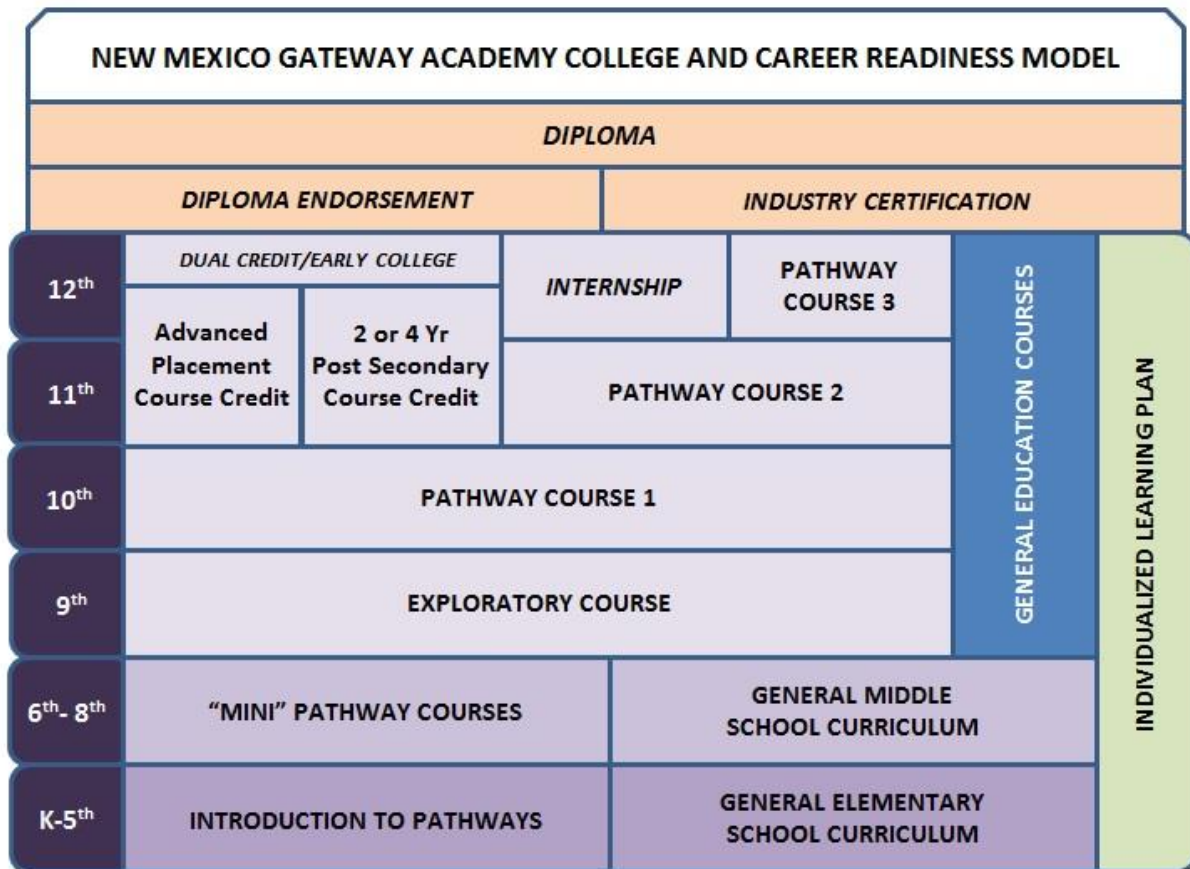 NEW MEXICO GATEWAY ACADEMY COLLEGE AND CAREER READINESS MODEL
DIPLOMA
DIPLOMA ENDORSEMENT
INDUSTRY CERTIFICATION
12th
DUAL CREDIT/EARLY COLLEGE
INTERNSHIP
PATHWAY
COURSE 3
Advanced
Placement
Course Credit
2 or 4 Yr
Post Secondary
Course Credit
11th
PATHWAY COURSE 2
10th
PATHWAY COURSE 1
9th
EXPLORATORY COURSE
GENERAL EDUCATION COURSES
INDIVIDUALIZED LEARNING PLAN
6th- 8th
“MINI” PATHWAY COURSES
GENERAL MIDDLE
SCHOOL CURRICULUM
K-5th
INTRODUCTION TO PATHWAYS
GENERAL ELEMENTARY
SCHOOL CURRICULUM